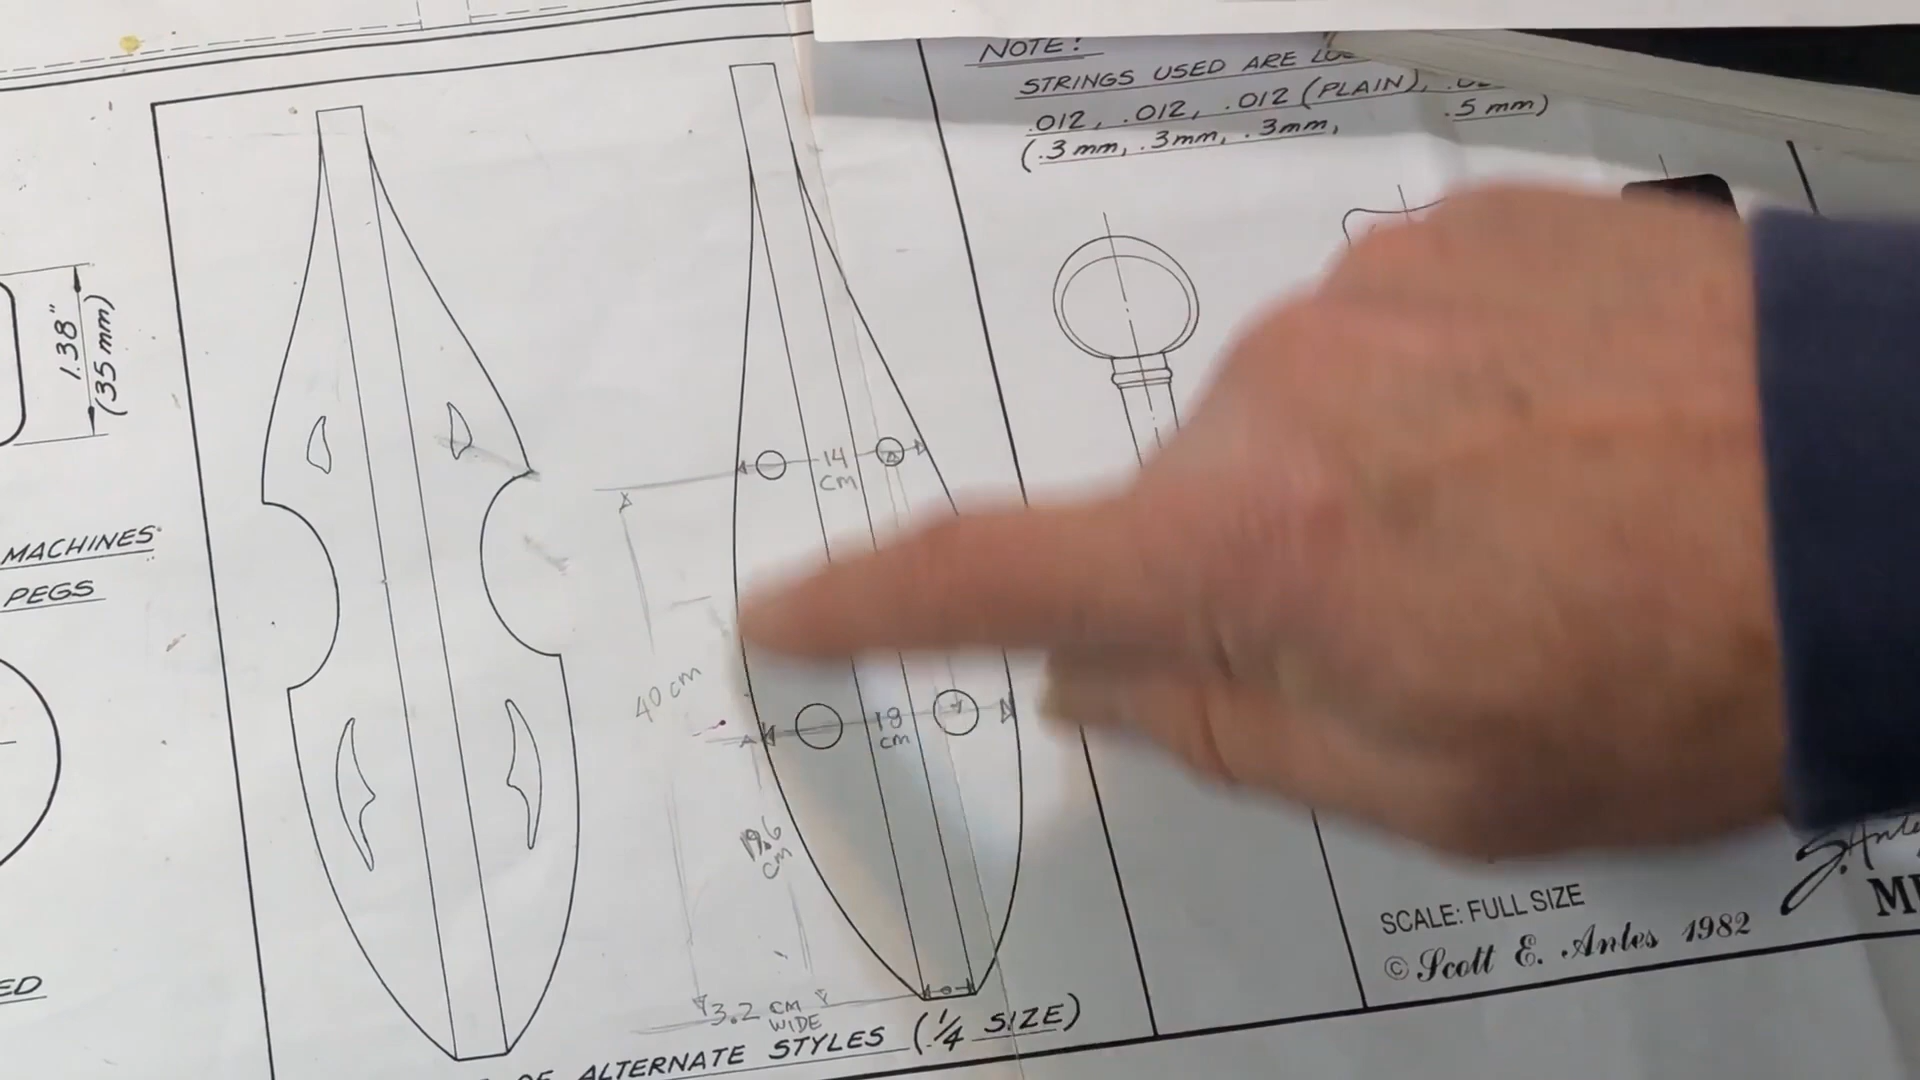 NOTE:
STRINGS USED ARE
.012, .012, .012 (PLAIN),
(.3mm, .3mm, .3mm, .5mm)
1.38"
(35 mm)
MACHINES
PEGS
14
CM
40 cm
18
cm
19.6
cm
3.2 CM
WIDE
ALTERNATE STYLES (1/4 SIZE)
SCALE: FULL SIZE
© Scott E. Antes 1982